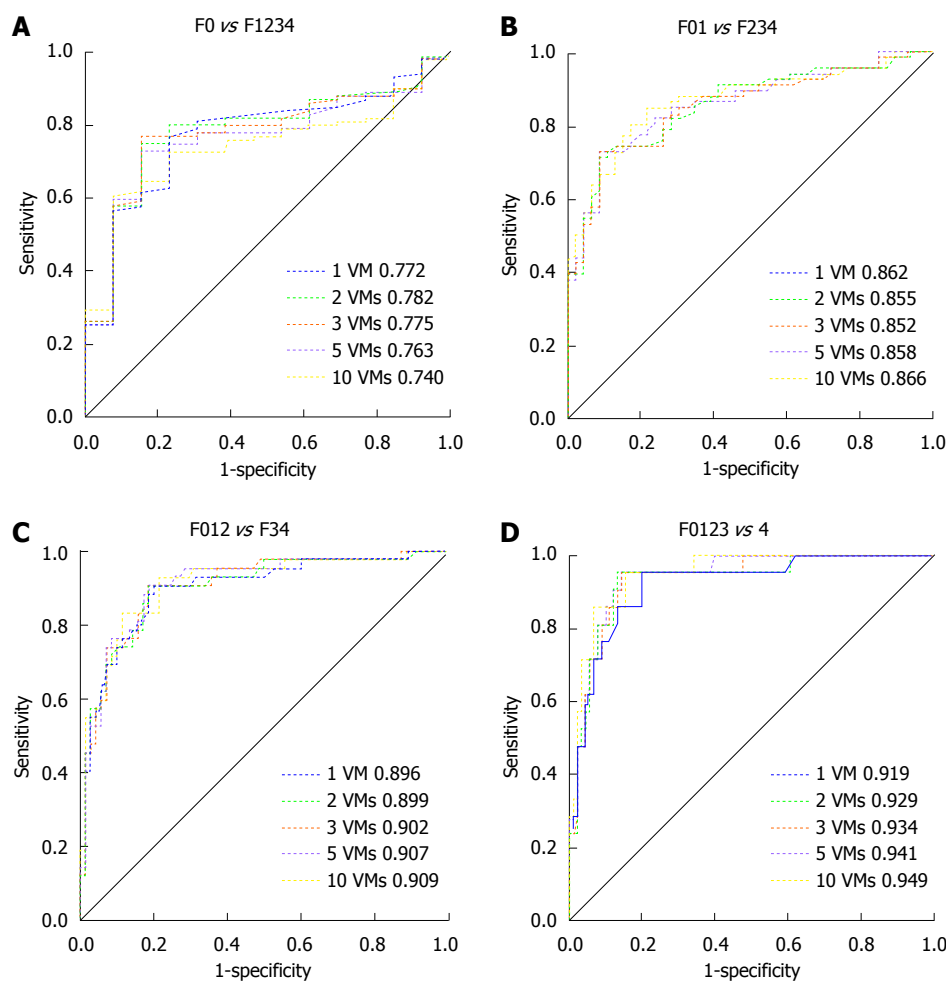 A
F0 vs F1234
1.0
0.8
0.6
0.4
0.2
0.0
Sensitivity
1 VM 0.772
2 VMs 0.782
3 VMs 0.775
5 VMs 0.763
10 VMs 0.740
0.0 0.2 0.4 0.6 0.8 1.0
1-specificity
B
F01 vs F234
1.0
0.8
0.6
0.4
0.2
0.0
Sensitivity
1 VM 0.862
2 VMs 0.855
3 VMs 0.852
5 VMs 0.858
10 VMs 0.866
0.0 0.2 0.4 0.6 0.8 1.0
1-specificity
C
F012 vs F34
1.0
0.8
0.6
0.4
0.2
0.0
Sensitivity
1 VM 0.896
2 VMs 0.899
3 VMs 0.902
5 VMs 0.907
10 VMs 0.909
0.0 0.2 0.4 0.6 0.8 1.0
1-specificity
D
F0123 vs 4
1.0
0.8
0.6
0.4
0.2
0.0
Sensitivity
1 VM 0.919
2 VMs 0.929
3 VMs 0.934
5 VMs 0.941
10 VMs 0.949
0.0 0.2 0.4 0.6 0.8 1.0
1-specificity